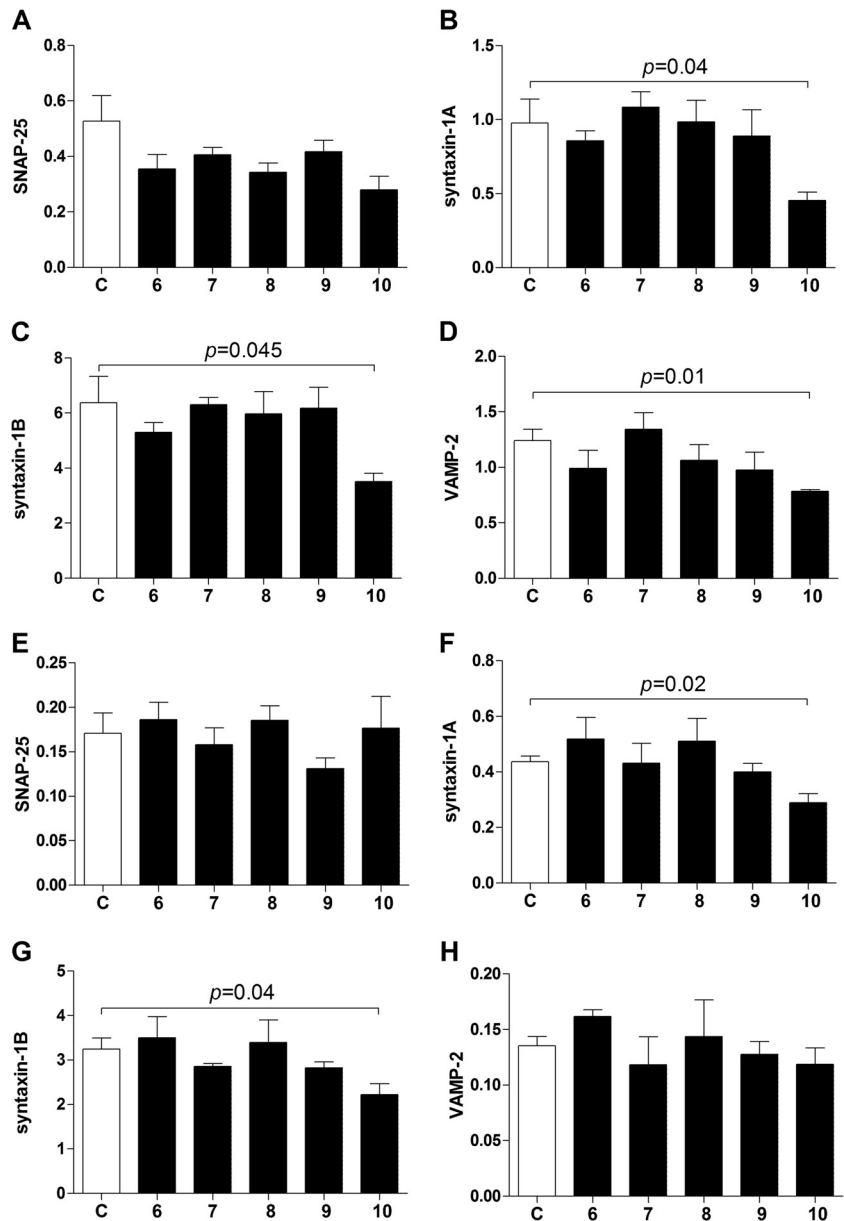 A
0.8
0.6
0.4
0.2
0.0
SNAP-25
C 6 7 8 9 10
B
1.5
1.0
0.5
0.0
syntaxin-1A
p=0.04
C 6 7 8 9 10
C
8
6
4
2
0
syntaxin-1B
p=0.045
C 6 7 8 9 10
D
2.0
1.5
1.0
0.5
0.0
VAMP-2
p=0.01
C 6 7 8 9 10
E
0.25
0.20
0.15
0.10
0.05
0.00
SNAP-25
C 6 7 8 9 10
F
0.8
0.6
0.4
0.2
0.0
syntaxin-1A
p=0.02
C 6 7 8 9 10
G
5
4
3
2
1
0
syntaxin-1B
p=0.04
C 6 7 8 9 10
H
0.20
0.15
0.10
0.05
0.00
VAMP-2
C 6 7 8 9 10